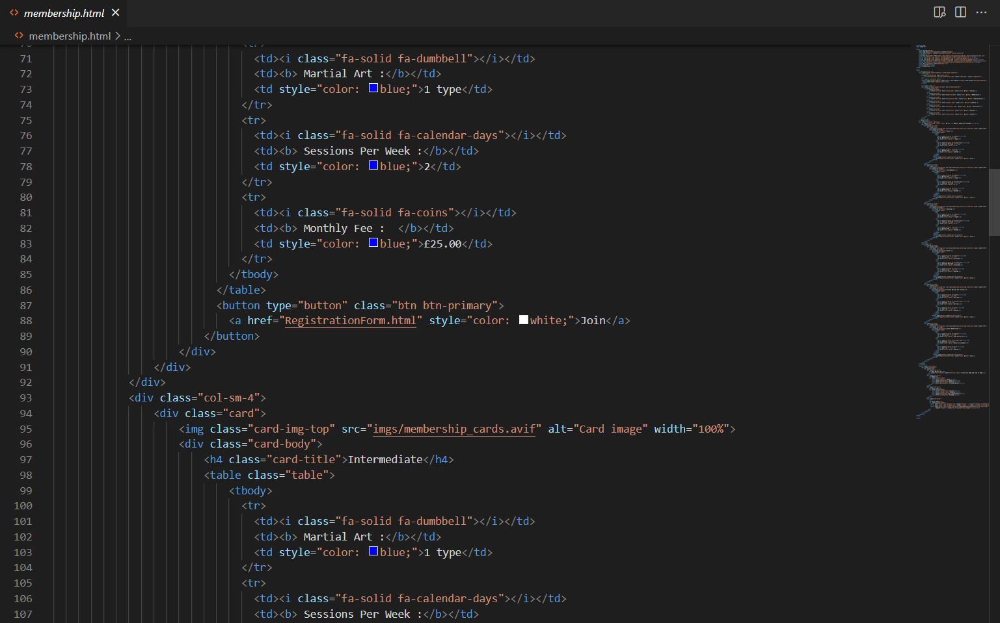 membership.html
membership.html > ...
71 <td><i class="fa-solid fa-dumbbell"></i></td>
72 <td><b> Martial Art :</b></td>
73 <td style="color: blue;">1 type</td>
74 </tr>
75 <tr>
76 <td><i class="fa-solid fa-calendar-days"></i></td>
77 <td><b> Sessions Per Week :</b></td>
78 <td style="color: blue;">2</td>
79 </tr>
80 <tr>
81 <td><i class="fa-solid fa-coins"></i></td>
82 <td><b> Monthly Fee :  </b></td>
83 <td style="color: blue;">£25.00</td>
84 </tr>
85 </tbody>
86 </table>
87 <button type="button" class="btn btn-primary">
88 <a href="RegistrationForm.html" style="color: white;">Join</a>
89 </button>
90 </div>
91 </div>
92 </div>
93 <div class="col-sm-4">
94 <div class="card">
95 <img class="card-img-top" src="imgs/membership_cards.avif" alt="Card image" width="100%">
96 <div class="card-body">
97 <h4 class="card-title">Intermediate</h4>
98 <table class="table">
99 <tbody>
100 <tr>
101 <td><i class="fa-solid fa-dumbbell"></i></td>
102 <td><b> Martial Art :</b></td>
103 <td style="color: blue;">1 type</td>
104 </tr>
105 <tr>
106 <td><i class="fa-solid fa-calendar-days"></i></td>
107 <td><b> Sessions Per Week :</b></td>